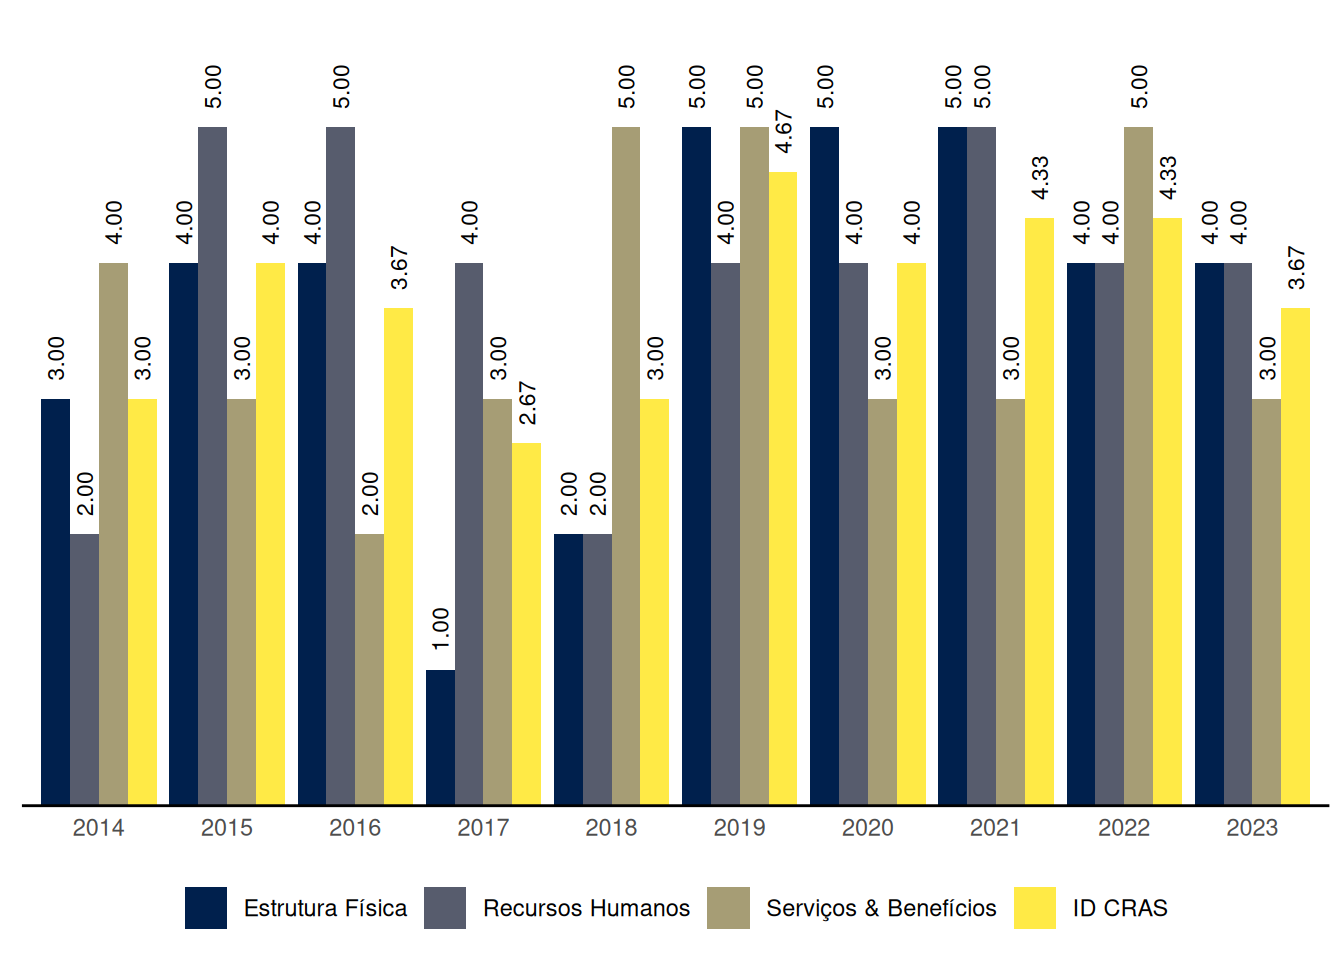 5.00 5.00 5.00 5.00 5.00 5.00 5.00 5.00 5.00
4.67
4.33 4.33
4.00 4.00 4.00 4.00 4.00 4.00 4.00 4.00 4.00 4.00 4.00 4.00
3.67 3.67
3.00 3.00 3.00 3.00 3.00 3.00 3.00 3.00
2.67
2.00 2.00 2.00 2.00
1.00
2014 2015 2016 2017 2018 2019 2020 2021 2022 2023
Estrutura Física Recursos Humanos Serviços & Benefícios ID CRAS